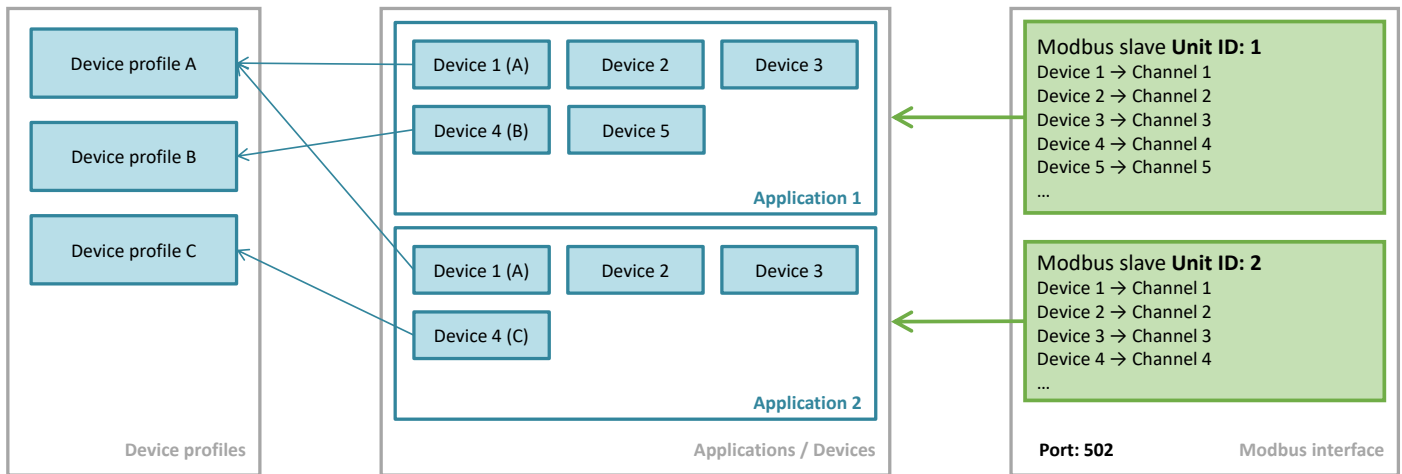 Device profile A
Device profile B
Device profile C
Device profiles
Device 1 (A)
Device 2
Device 3
Device 4 (B)
Device 5
Application 1
Device 1 (A)
Device 2
Device 3
Device 4 (C)
Application 2
Applications / Devices
Modbus slave Unit ID: 1
Device 1 → Channel 1
Device 2 → Channel 2
Device 3 → Channel 3
Device 4 → Channel 4
Device 5 → Channel 5
…
Modbus slave Unit ID: 2
Device 1 → Channel 1
Device 2 → Channel 2
Device 3 → Channel 3
Device 4 → Channel 4
…
Port: 502
Modbus interface